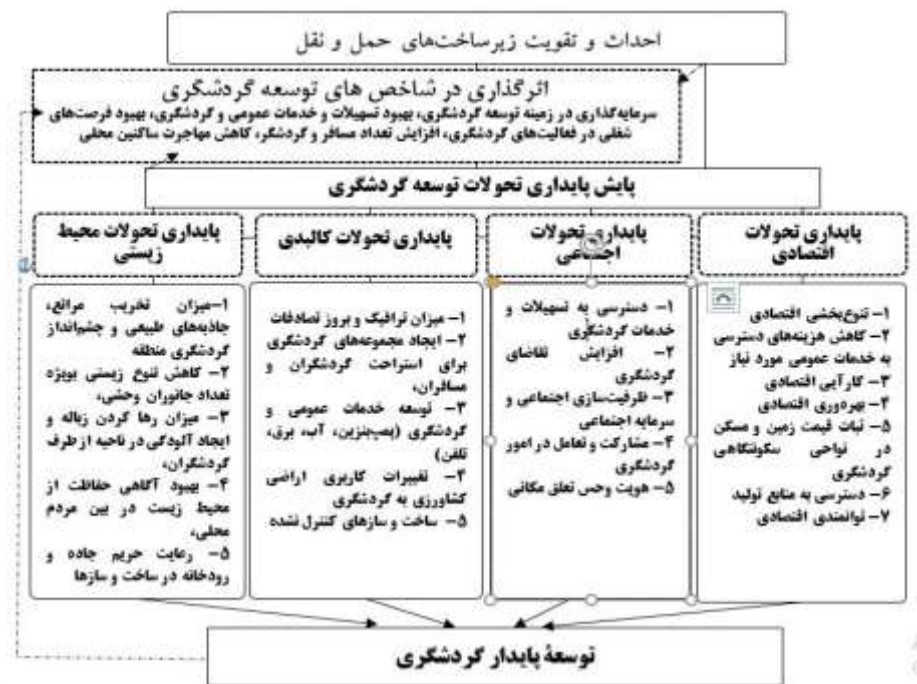 احداث و تقویت زیرساخت‌های حمل و نقل
اثرگذاری در شاخص های توسعه گردشگری
سرمایه‌گذاری در زمینه توسعه گردشگری، بهبود تسهیلات و خدمات عمومی و گردشگری، بهبود فرصت‌های
شغلی در فعالیت‌های گردشگری، افزایش تعداد مسافر و گردشگر، کاهش مهاجرت ساکنین محلی
پایش پایداری تحولات توسعه گردشگری
پایداری تحولات
اقتصادی
۱- تنوع‌بخشی اقتصادی
۲- کاهش هزینه‌های دسترسی
به خدمات عمومی مورد نیاز
۳- کارآیی اقتصادی
۴- بهره‌وری اقتصادی
۵- ثبات قیمت زمین و مسکن
در نواحی سکونتگاهی
گردشگری
۶- دسترسی به منابع تولید
۷- توانمندی اقتصادی
پایداری تحولات
اجتماعی
۱- دسترسی به تسهیلات و
خدمات گردشگری
۲- افزایش تقاضای
گردشگری
۳- ظرفیت‌سازی اجتماعی و
سرمایه اجتماعی
۴- مشارکت و تعامل در امور
گردشگری
۵- هویت وحس تعلق مکانی
پایداری تحولات کالبدی
۱- میزان ترافیک و بروز تصادفات
۲- ایجاد مجموعه‌های گردشگری
برای استراحت گردشگران و
مسافران،
۳- توسعه خدمات عمومی و
گردشگری (پمپ‌بنزین، آب، برق،
تلفن)
۴- تغییرات کاربری اراضی
کشاورزی به گردشگری
۵- ساخت و سازهای کنترل نشده
پایداری تحولات محیط
زیستی
۱-میزان تخریب مراتع،
جاذبه‌های طبیعی و چشم‌انداز
گردشگری منطقه
۲- کاهش تنوع زیستی بویژه
تعداد جانوران وحشی،
۳- میزان رها کردن زباله و
ایجاد آلودگی در ناحیه از طرف
گردشگران،
۴- بهبود آگاهی حفاظت از
محیط زیست در بین مردم
محلی،
۵- رعایت حریم جاده و
رودخانه در ساخت و سازها
توسعهٔ پایدار گردشگری